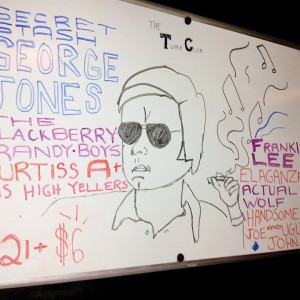 SECRET
STASH
GEORGE
JONES
THE
BLACKBERRY
BRANDY BOYS
CURTISS A+
HIGH YELLERS
21+ $6
THE
TURF CLUB
FRANKIE
LEE
ELAGANZA
ACTUAL
WOLF
HANDSOME
JOE AND UGLY
JOHN